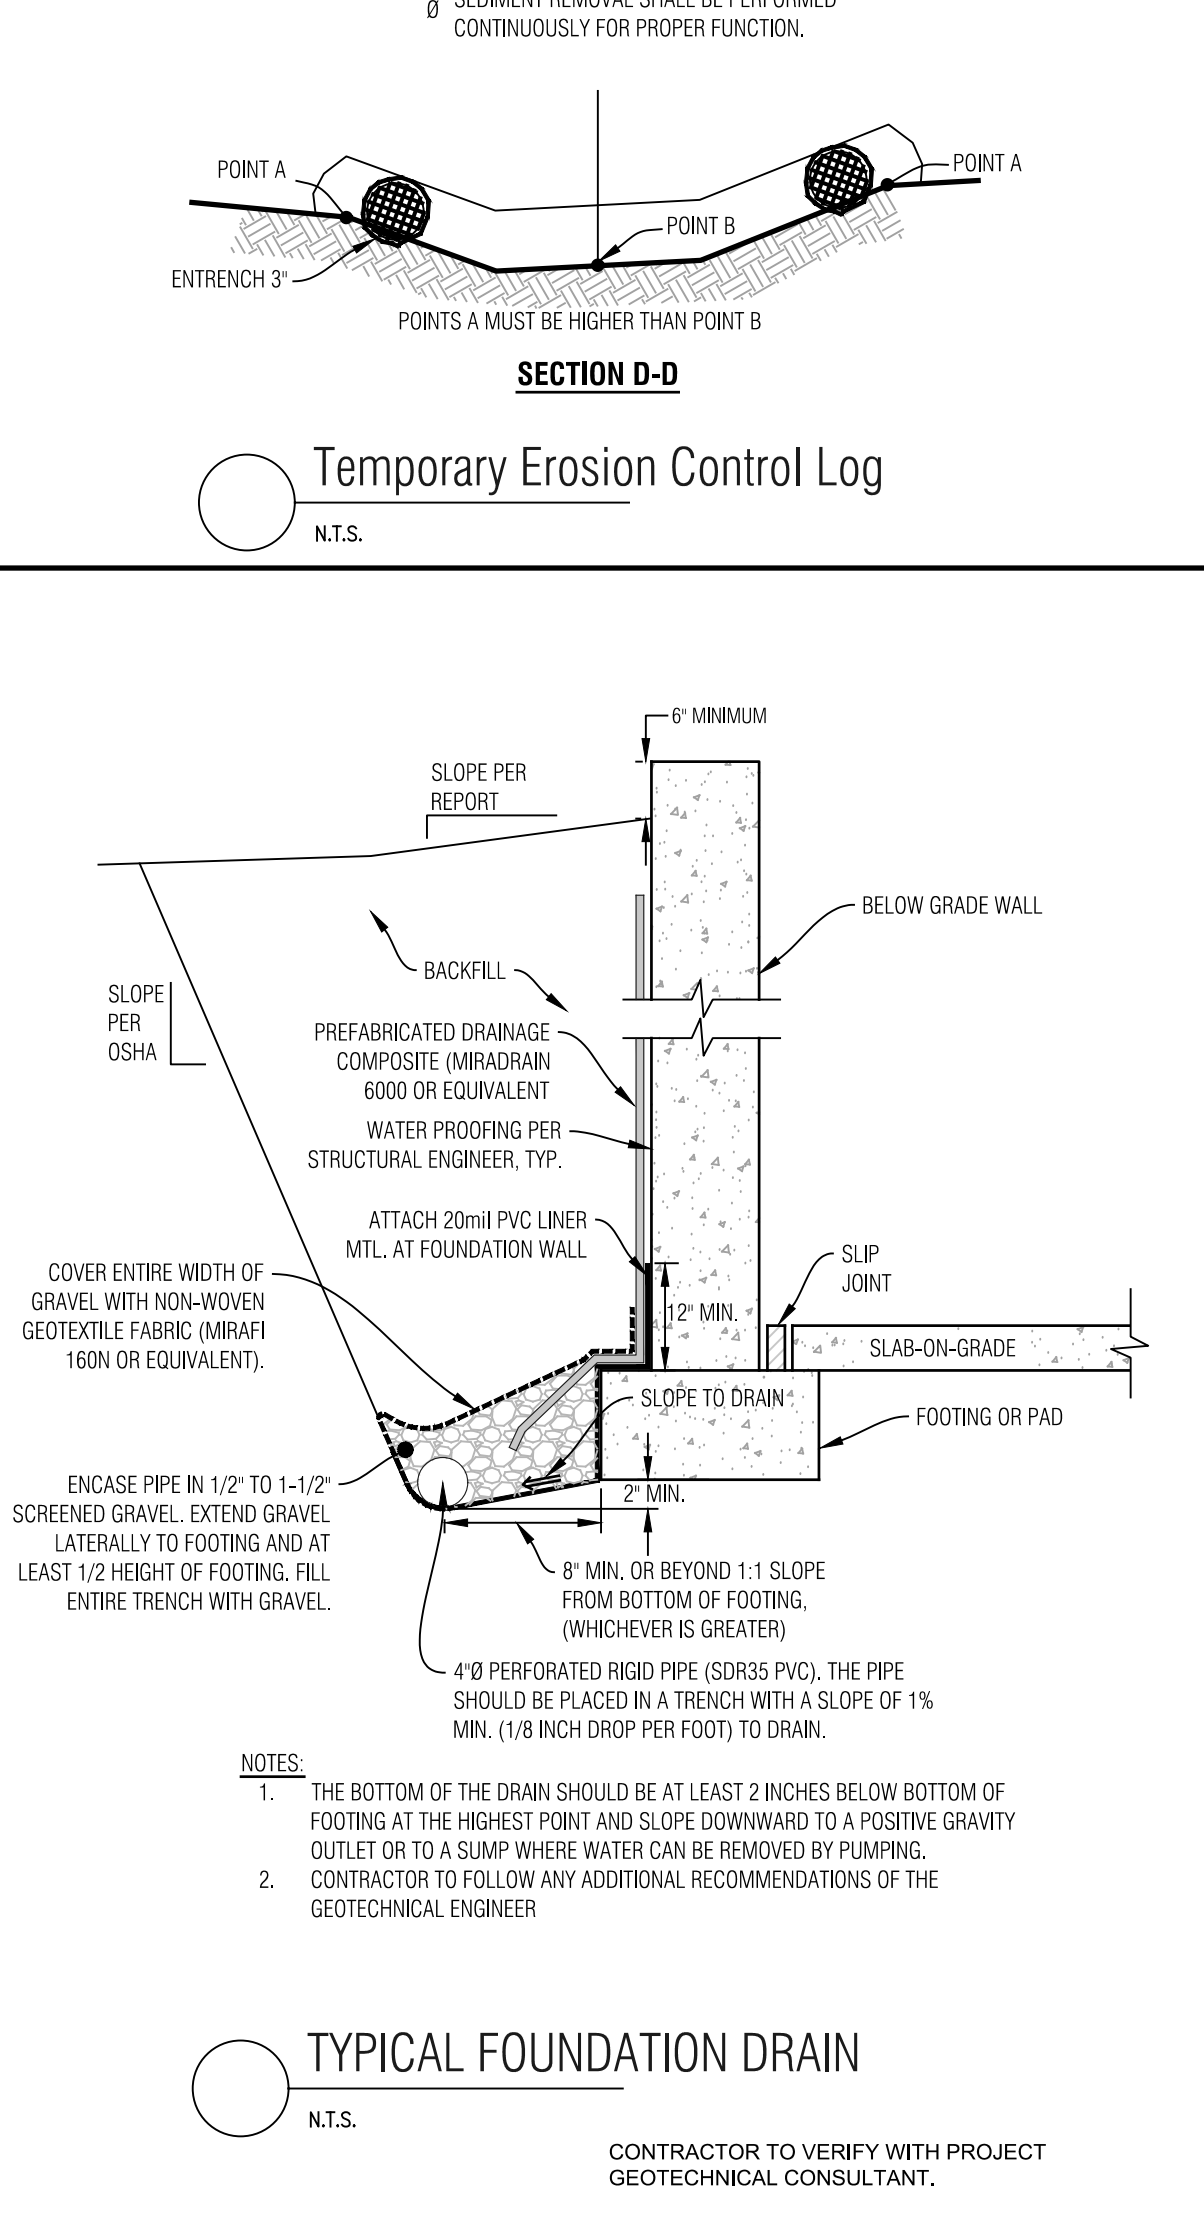 Ø SEDIMENT REMOVAL SHALL BE PERFORMED
CONTINUOUSLY FOR PROPER FUNCTION.
POINT A
POINT A
POINT B
ENTRENCH 3"
POINTS A MUST BE HIGHER THAN POINT B
SECTION D-D
Temporary Erosion Control Log
N.T.S.
6" MINIMUM
SLOPE PER
REPORT
BELOW GRADE WALL
BACKFILL
SLOPE
PER
OSHA
PREFABRICATED DRAINAGE
COMPOSITE (MIRADRAIN
6000 OR EQUIVALENT
WATER PROOFING PER
STRUCTURAL ENGINEER, TYP.
ATTACH 20mil PVC LINER
MTL. AT FOUNDATION WALL
SLIP
JOINT
COVER ENTIRE WIDTH OF
GRAVEL WITH NON-WOVEN
GEOTEXTILE FABRIC (MIRAFI
160N OR EQUIVALENT).
12" MIN.
SLAB-ON-GRADE
SLOPE TO DRAIN
FOOTING OR PAD
ENCASE PIPE IN 1/2" TO 1-1/2"
SCREENED GRAVEL. EXTEND GRAVEL
LATERALLY TO FOOTING AND AT
LEAST 1/2 HEIGHT OF FOOTING. FILL
ENTIRE TRENCH WITH GRAVEL.
2" MIN.
8" MIN. OR BEYOND 1:1 SLOPE
FROM BOTTOM OF FOOTING,
(WHICHEVER IS GREATER)
4"Ø PERFORATED RIGID PIPE (SDR35 PVC). THE PIPE
SHOULD BE PLACED IN A TRENCH WITH A SLOPE OF 1%
MIN. (1/8 INCH DROP PER FOOT) TO DRAIN.
NOTES:
1. THE BOTTOM OF THE DRAIN SHOULD BE AT LEAST 2 INCHES BELOW BOTTOM OF
FOOTING AT THE HIGHEST POINT AND SLOPE DOWNWARD TO A POSITIVE GRAVITY
OUTLET OR TO A SUMP WHERE WATER CAN BE REMOVED BY PUMPING.
2. CONTRACTOR TO FOLLOW ANY ADDITIONAL RECOMMENDATIONS OF THE
GEOTECHNICAL ENGINEER
TYPICAL FOUNDATION DRAIN
N.T.S.
CONTRACTOR TO VERIFY WITH PROJECT
GEOTECHNICAL CONSULTANT.